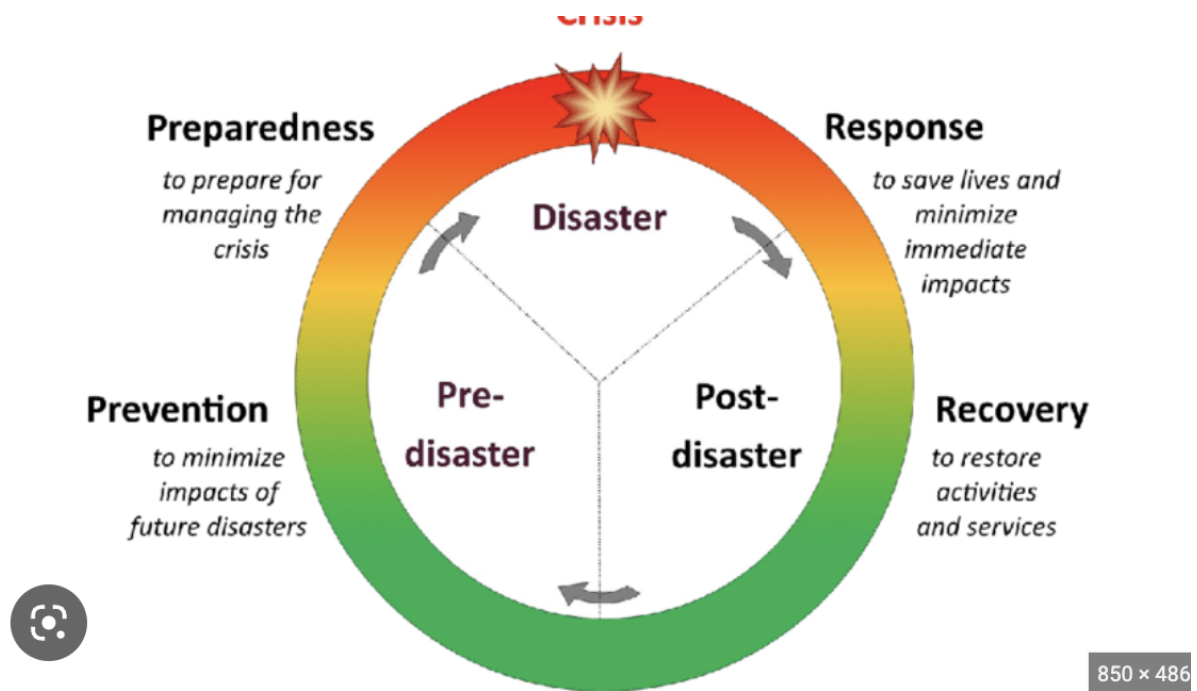 Crisis
Preparedness
to prepare for
managing the
crisis
Response
to save lives and
minimize
immediate
impacts
Disaster
Pre-
disaster
Post-
disaster
Prevention
to minimize
impacts of
future disasters
Recovery
to restore
activities
and services
850 × 486